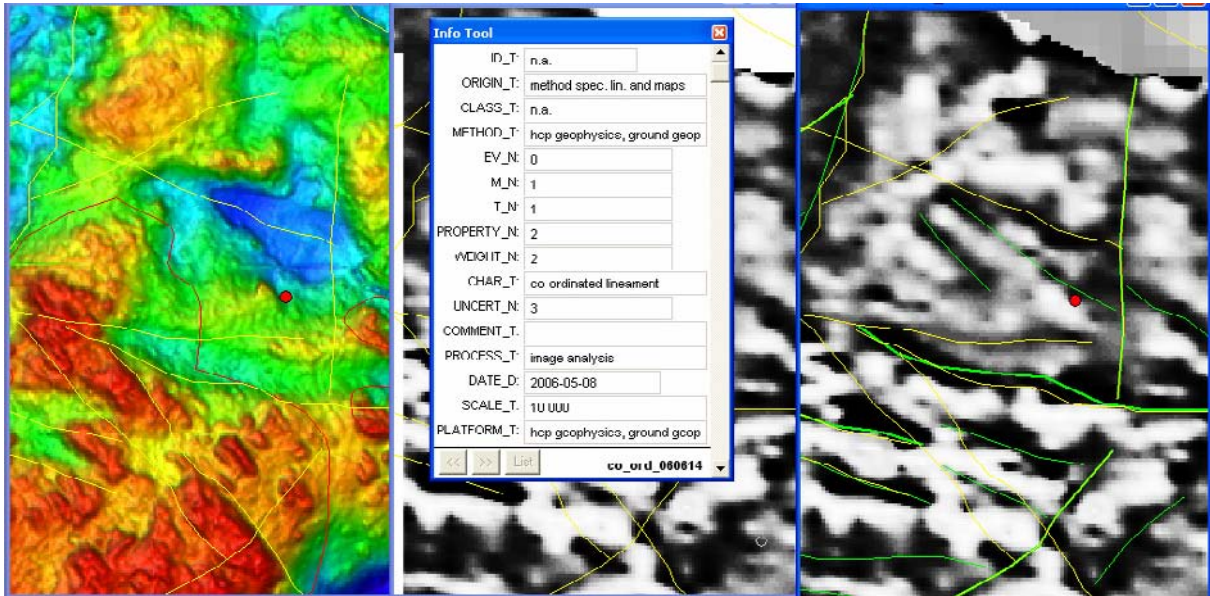 Info Tool
ID_T: n.a.
ORIGIN_T: method spec. lin. and maps
CLASS_T: n.a.
METHOD_T: hcp geophysics, ground geop
EV_N: 0
M_N: 1
T_N: 1
PROPERTY_N: 2
WEIGHT_N: 2
CHAR_T: co ordinated lineament
UNCERT_N: 3
COMMENT_T:
PROCESS_T: image analysis
DATE_D: 2006-05-08
SCALE_T: 10 000
PLATFORM_T: hcp geophysics, ground geop
<< >> List co_ord_060614